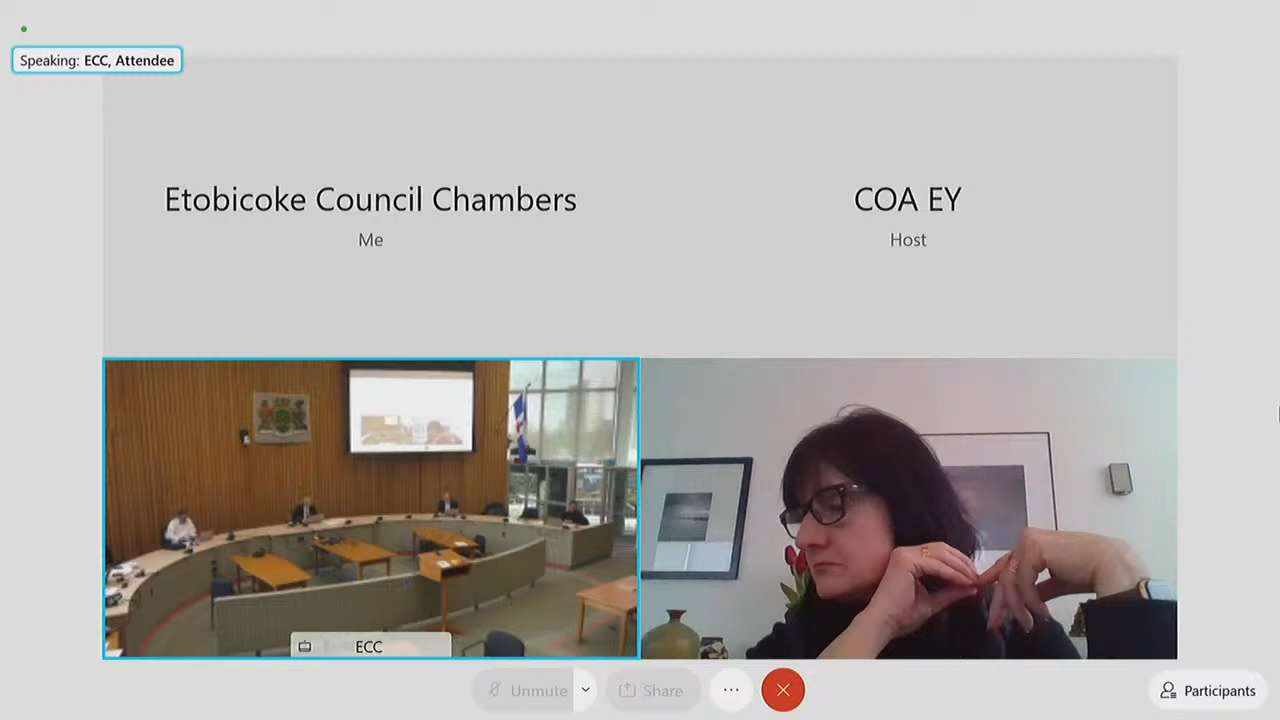 Speaking: ECC, Attendee
Etobicoke Council Chambers
Me
COA EY
Host
ECC
Unmute
Share
Participants